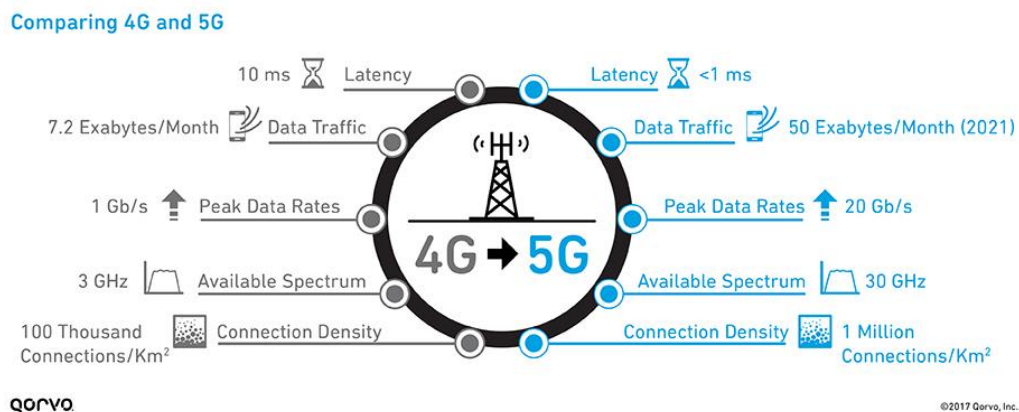 Comparing 4G and 5G
10 ms Latency
Latency <1 ms
7.2 Exabytes/Month Data Traffic
Data Traffic 50 Exabytes/Month (2021)
1 Gb/s Peak Data Rates
Peak Data Rates 20 Gb/s
4G 5G
3 GHz Available Spectrum
Available Spectrum 30 GHz
100 Thousand
Connections/Km²
Connection Density
Connection Density
1 Million
Connections/Km²
QORVO
©2017 Qorvo, Inc.